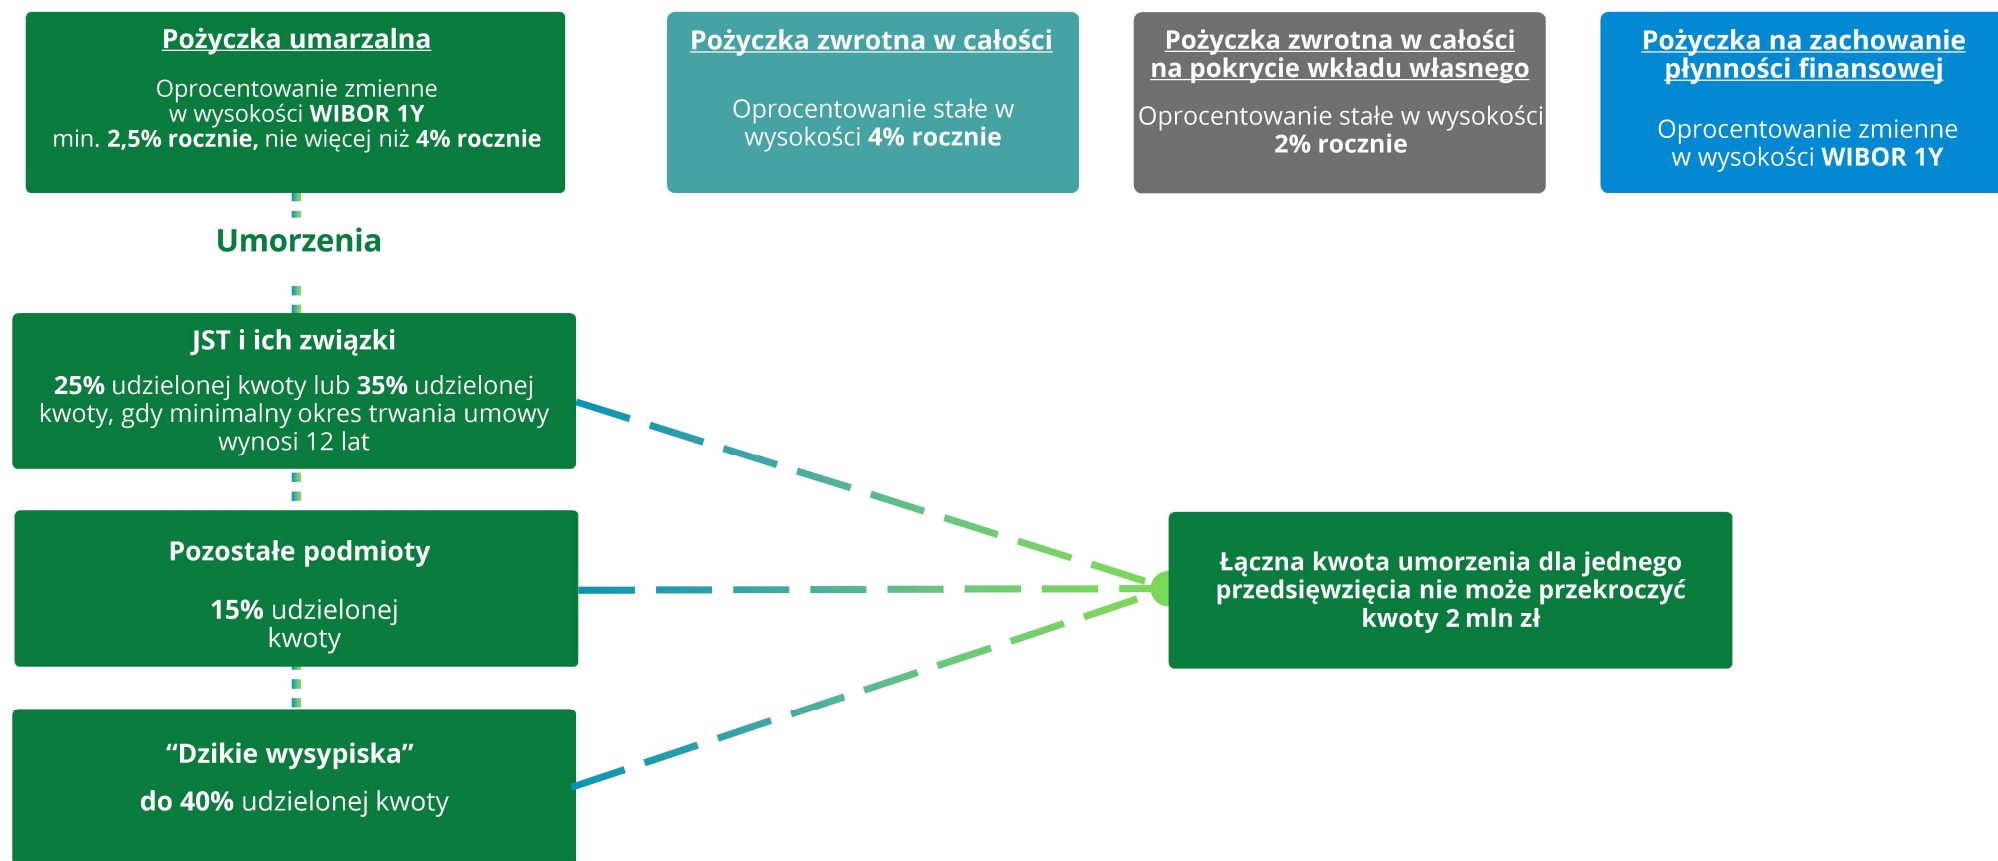 Pożyczka umarzalna
Oprocentowanie zmienne
w wysokości WIBOR 1Y
min. 2,5% rocznie, nie więcej niż 4% rocznie
Pożyczka zwrotna w całości
Oprocentowanie stałe w
wysokości 4% rocznie
Pożyczka zwrotna w całości
na pokrycie wkładu własnego
Oprocentowanie stałe w wysokości
2% rocznie
Pożyczka na zachowanie
płynności finansowej
Oprocentowanie zmienne
w wysokości WIBOR 1Y
Umorzenia
JST i ich związki
25% udzielonej kwoty lub 35% udzielonej
kwoty, gdy minimalny okres trwania umowy
wynosi 12 lat
Pozostałe podmioty
15% udzielonej
kwoty
“Dzikie wysypiska”
do 40% udzielonej kwoty
Łączna kwota umorzenia dla jednego
przedsięwzięcia nie może przekroczyć
kwoty 2 mln zł